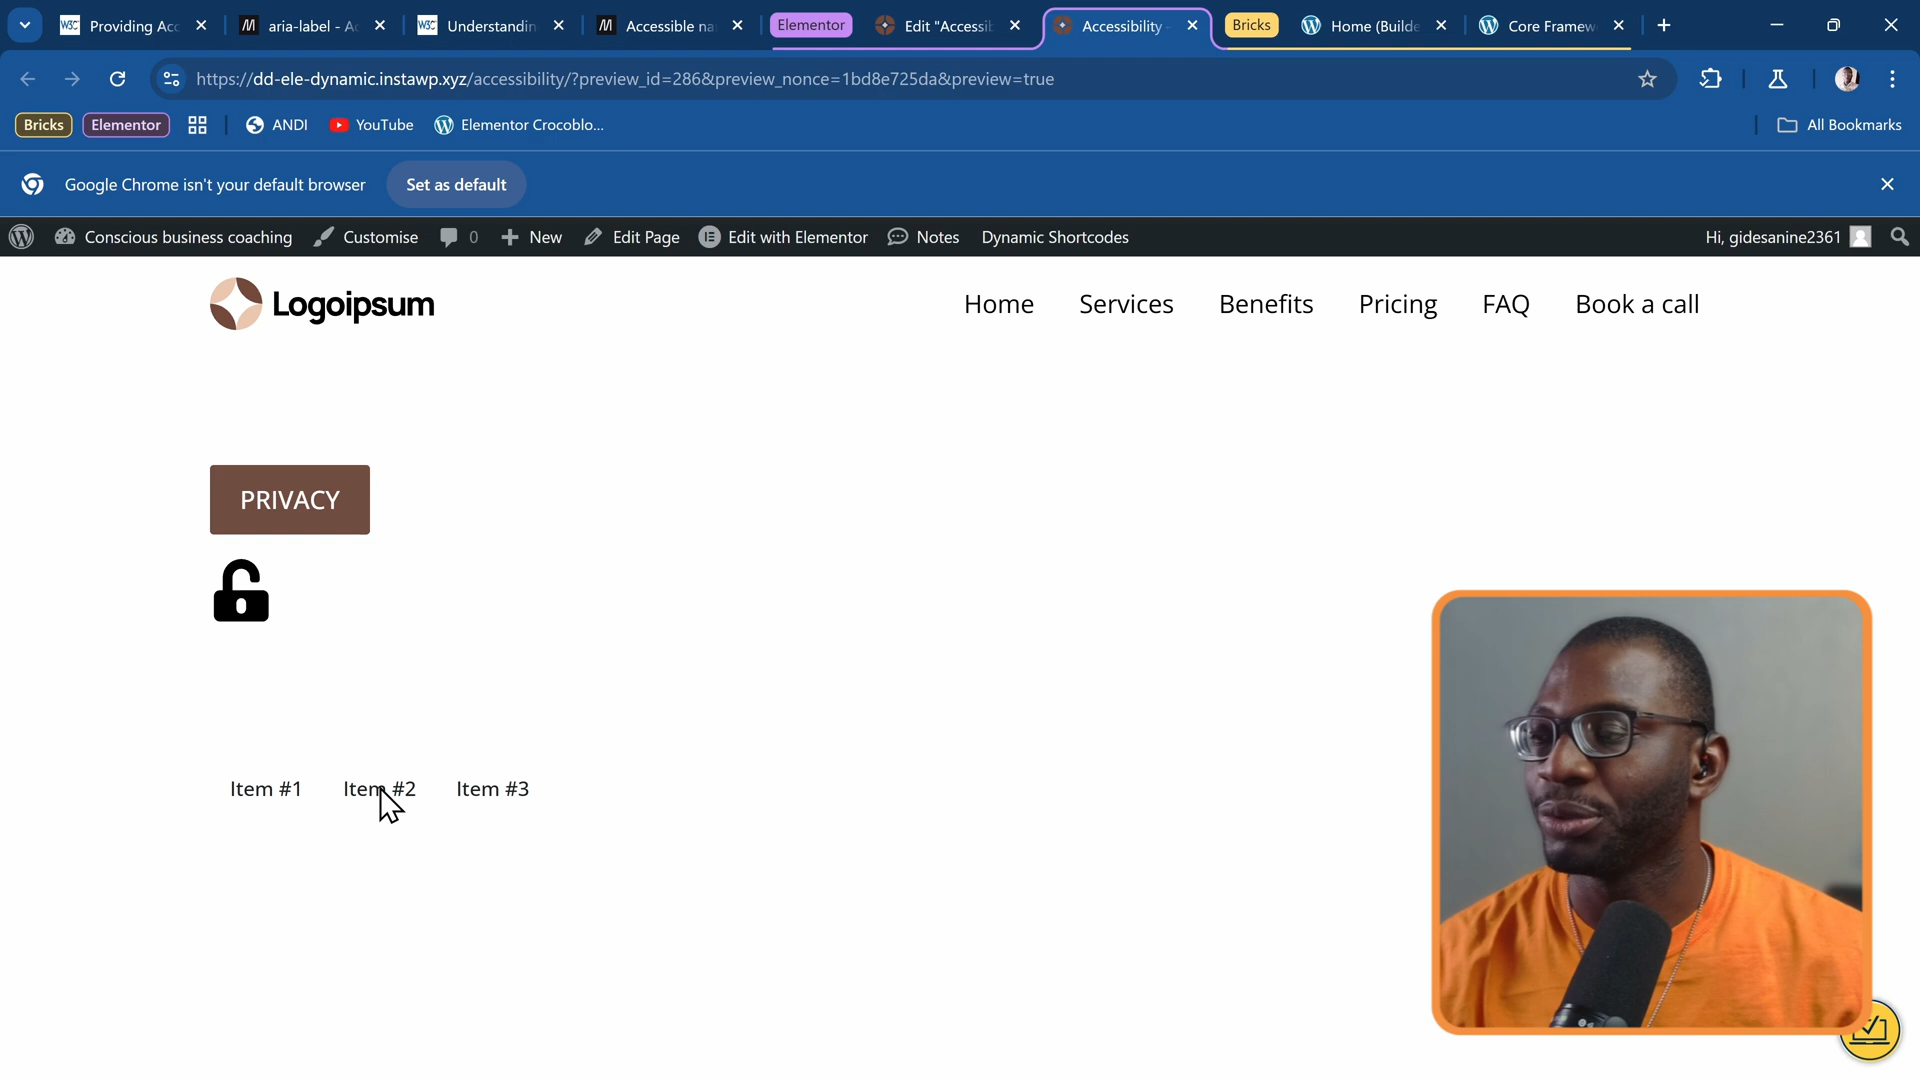 Providing Acc
aria-label - Ac
Understandin
Accessible na
Elementor
Edit "Accessib
Accessibility -
Bricks
Home (Builde
Core Framew
https://dd-ele-dynamic.instawp.xyz/accessibility/?preview_id=286&preview_nonce=1bd8e725da&preview=true
Bricks
Elementor
ANDI
YouTube
Elementor Crocoblo...
All Bookmarks
Google Chrome isn't your default browser
Set as default
Conscious business coaching
Customise
0
New
Edit Page
Edit with Elementor
Notes
Dynamic Shortcodes
Hi, gidesanine2361
Logoipsum
Home
Services
Benefits
Pricing
FAQ
Book a call
PRIVACY
Item #1
Item #2
Item #3